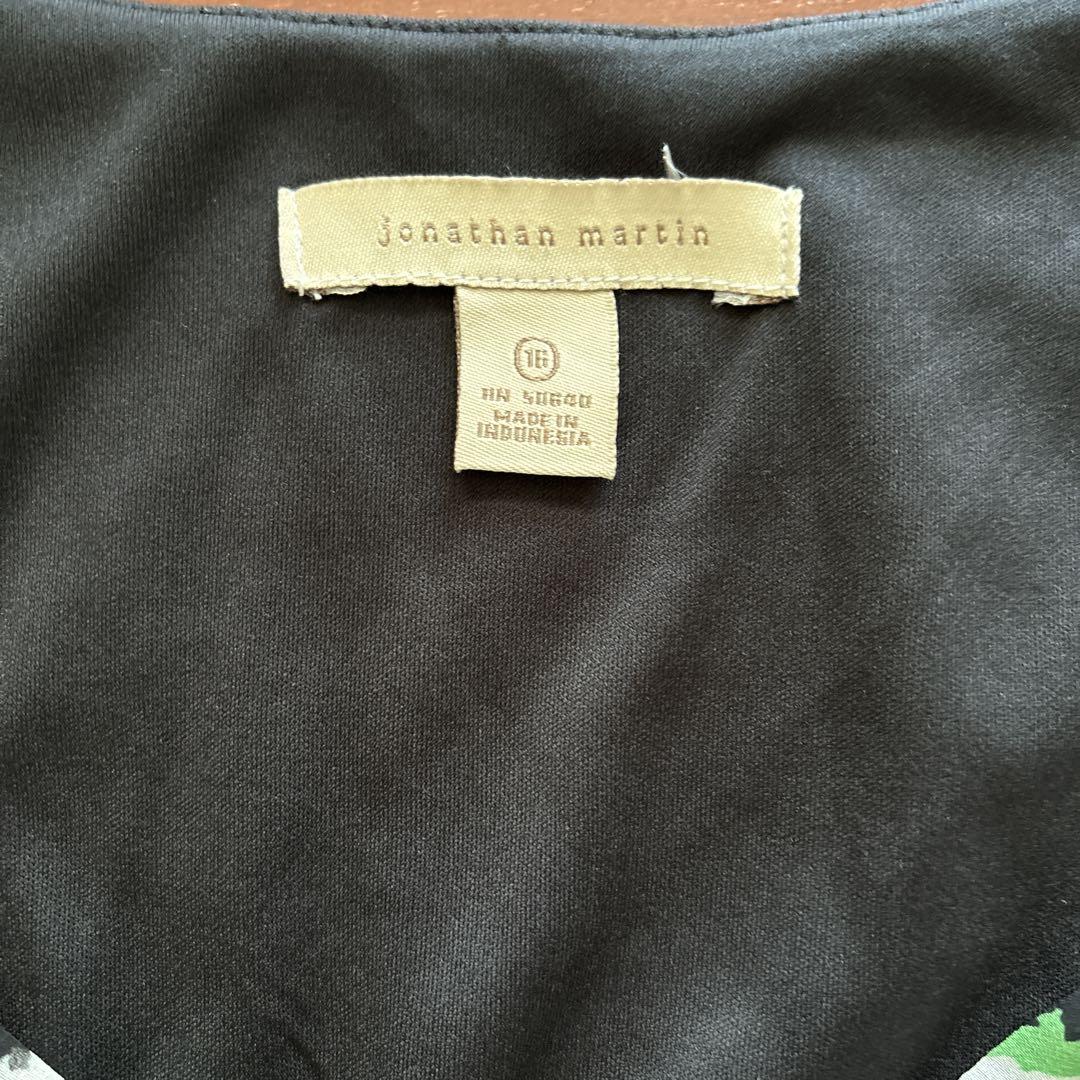 jonathan martin
16
RN 50640
MADE IN
INDONESIA